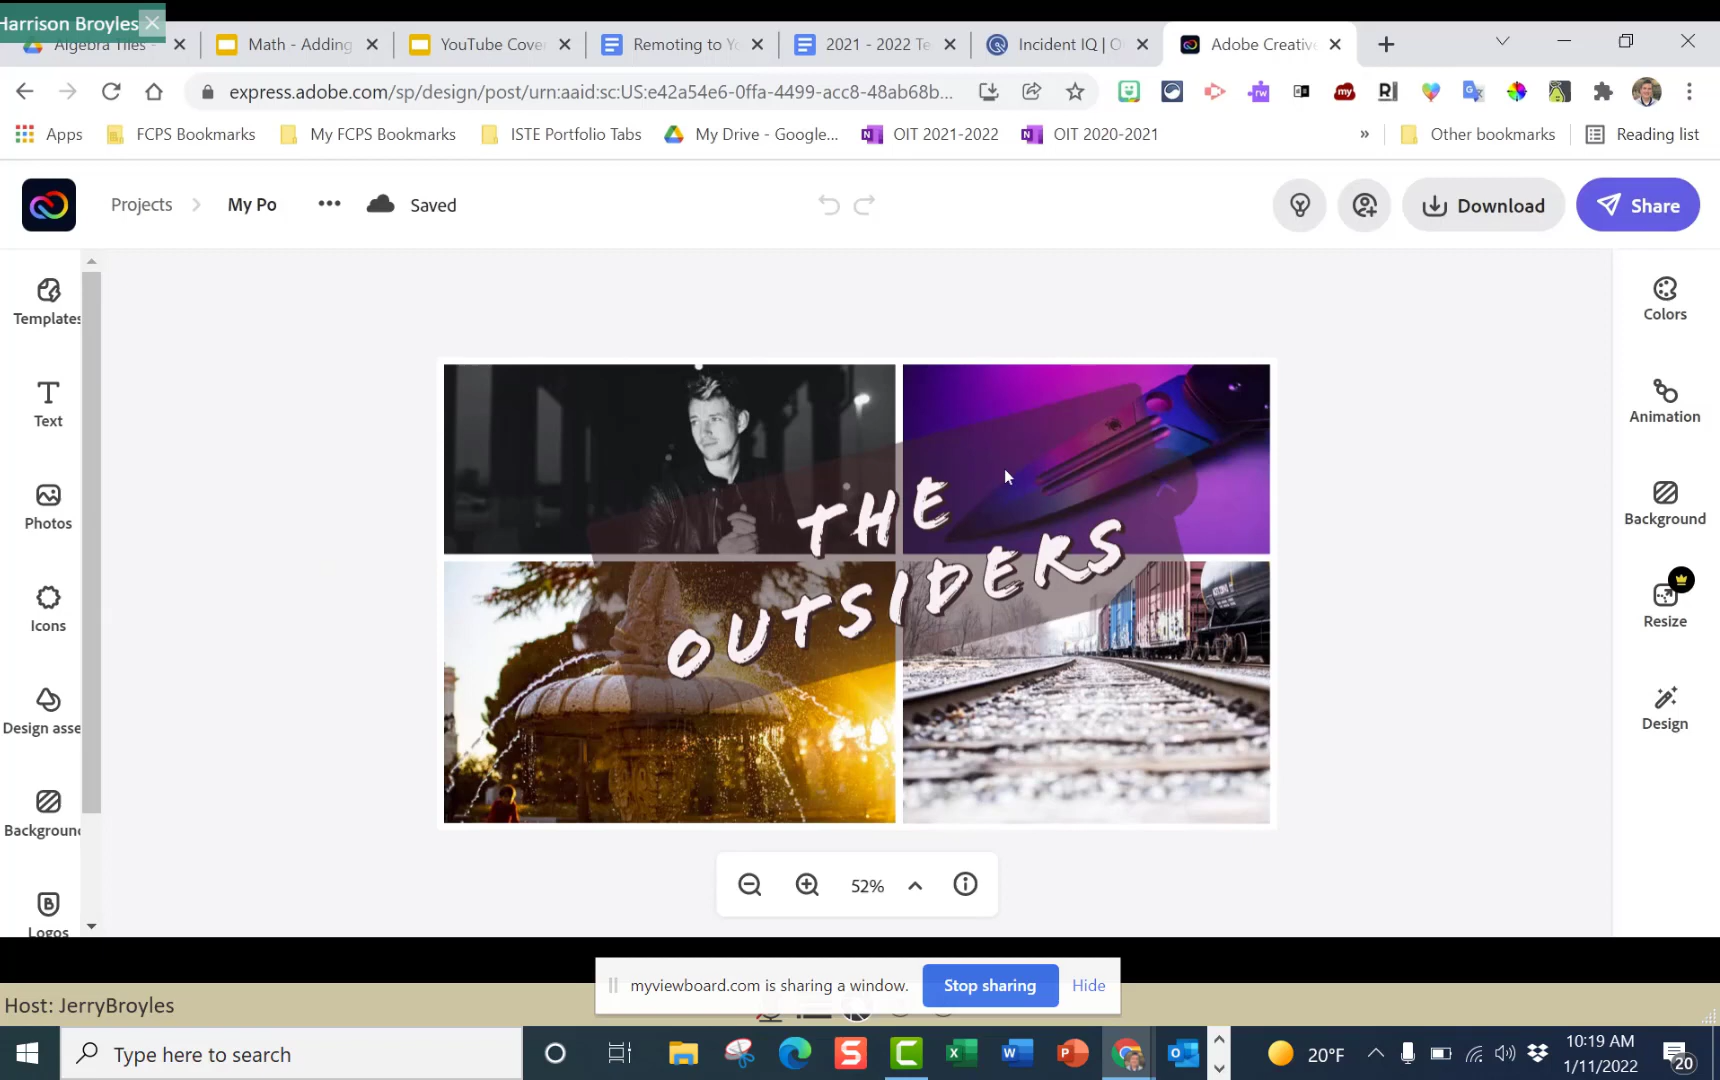 Harrison Broyles
Algebra Tiles -
Math - Adding
YouTube Cove
Remoting to Yo
2021 - 2022 Te
Incident IQ | O
Adobe Creativ
express.adobe.com/sp/design/post/urn:aaid:sc:US:e42a54e6-0ffa-4499-acc8-48ab68b...
Apps
FCPS Bookmarks
My FCPS Bookmarks
ISTE Portfolio Tabs
My Drive - Google...
OIT 2021-2022
OIT 2020-2021
»
Other bookmarks
Reading list
Projects
My Po
Saved
Download
Share
Templates
Text
Photos
Icons
Design asse
Background
Logos
THE
OUTSIDERS
Colors
Animation
Background
Resize
Design
52%
myviewboard.com is sharing a window.
Stop sharing
Hide
Host: JerryBroyles
Type here to search
20°F
10:19 AM
1/11/2022
20